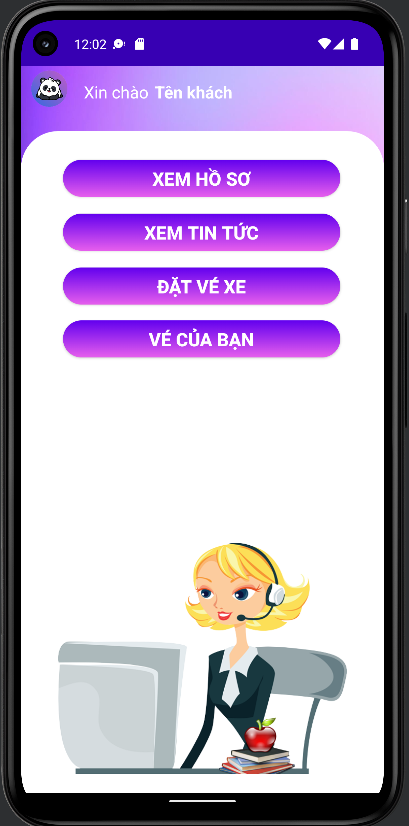 12:02
Xin chào Tên khách
XEM HỒ SƠ
XEM TIN TỨC
ĐẶT VÉ XE
VÉ CỦA BẠN